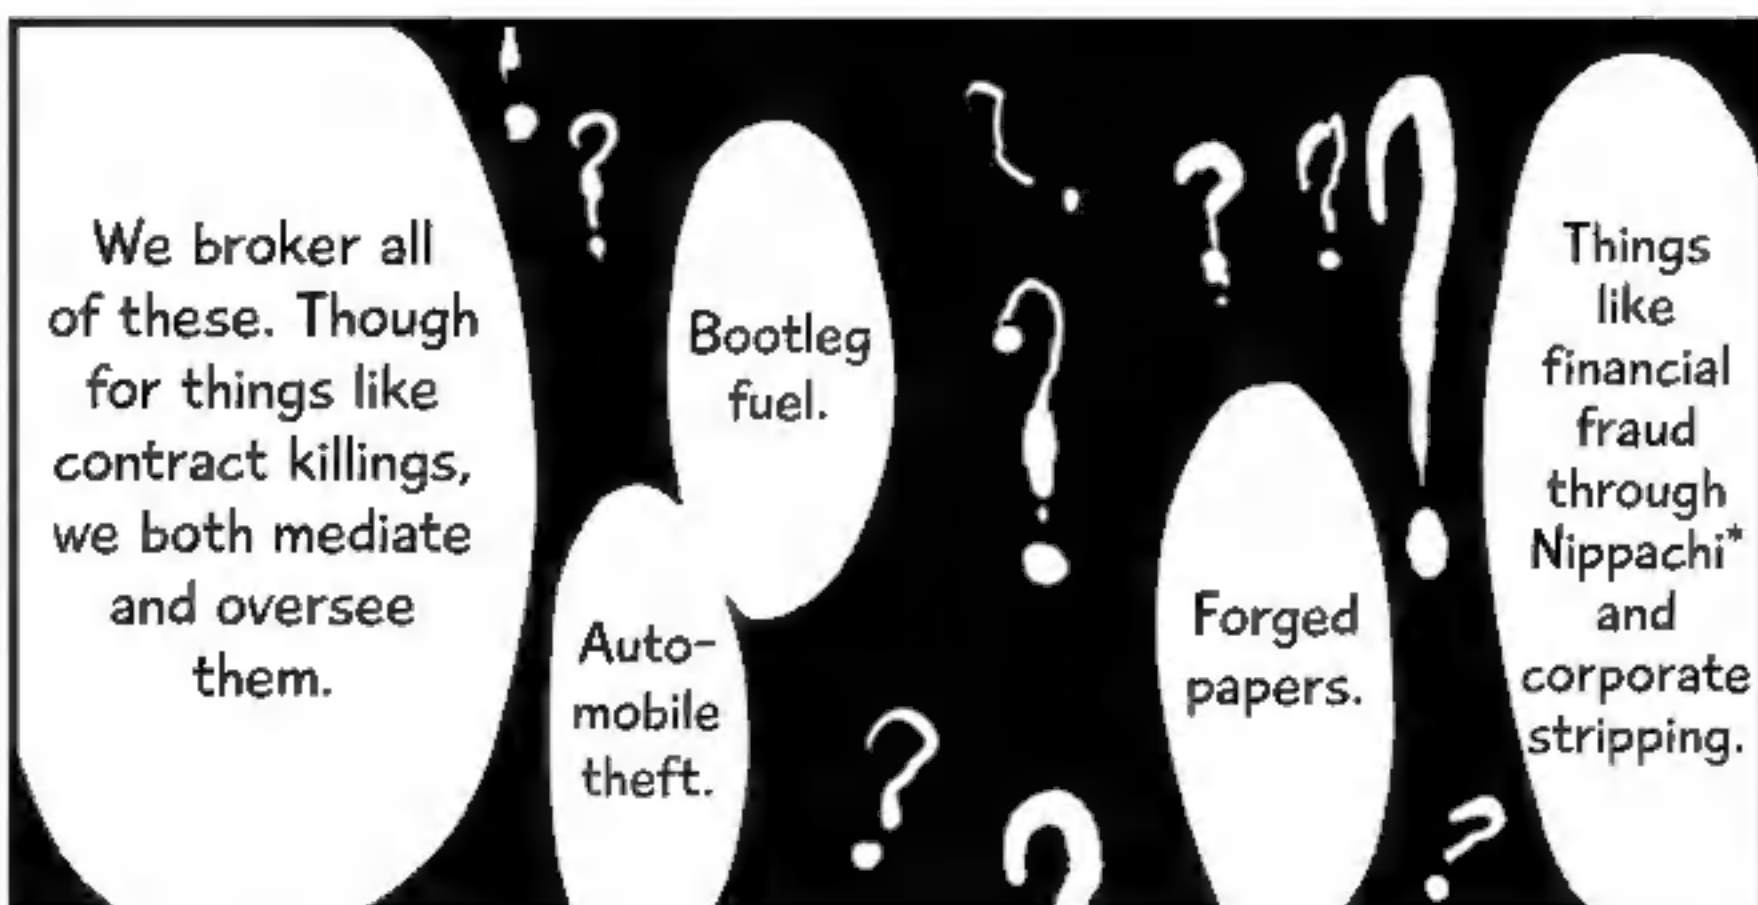 Things
like
financial
fraud
through
Nippachi*
and
corporate
stripping.
Forged
papers.
Bootleg
fuel.
Auto-
mobile
theft.
We broker all
of these. Though
for things like
contract killings,
we both mediate
and oversee
them.